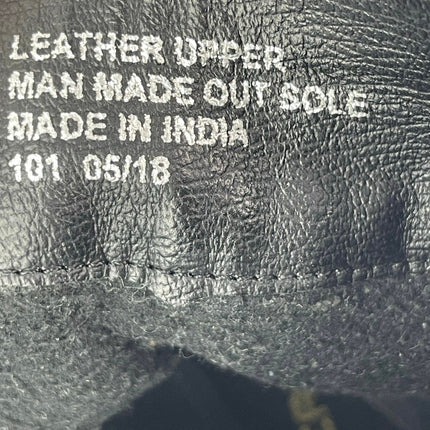 LEATHER UPPER
MAN MADE OUT SOLE
MADE IN INDIA
101 05/18